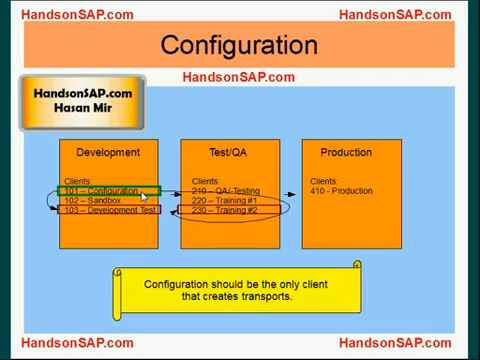 HandsonSAP.com
HandsonSAP.com
Configuration
HandsonSAP.com
HandsonSAP.com
Hasan Mir
Development
Clients:
101 – Configuration
102 – Sandbox
103 – Development Test
Test/QA
Clients:
210 – QA/-Testing
220 – Training #1
230 – Training #2
Production
Clients:
410 - Production
Configuration should be the only client
that creates transports.
HandsonSAP.com
HandsonSAP.com